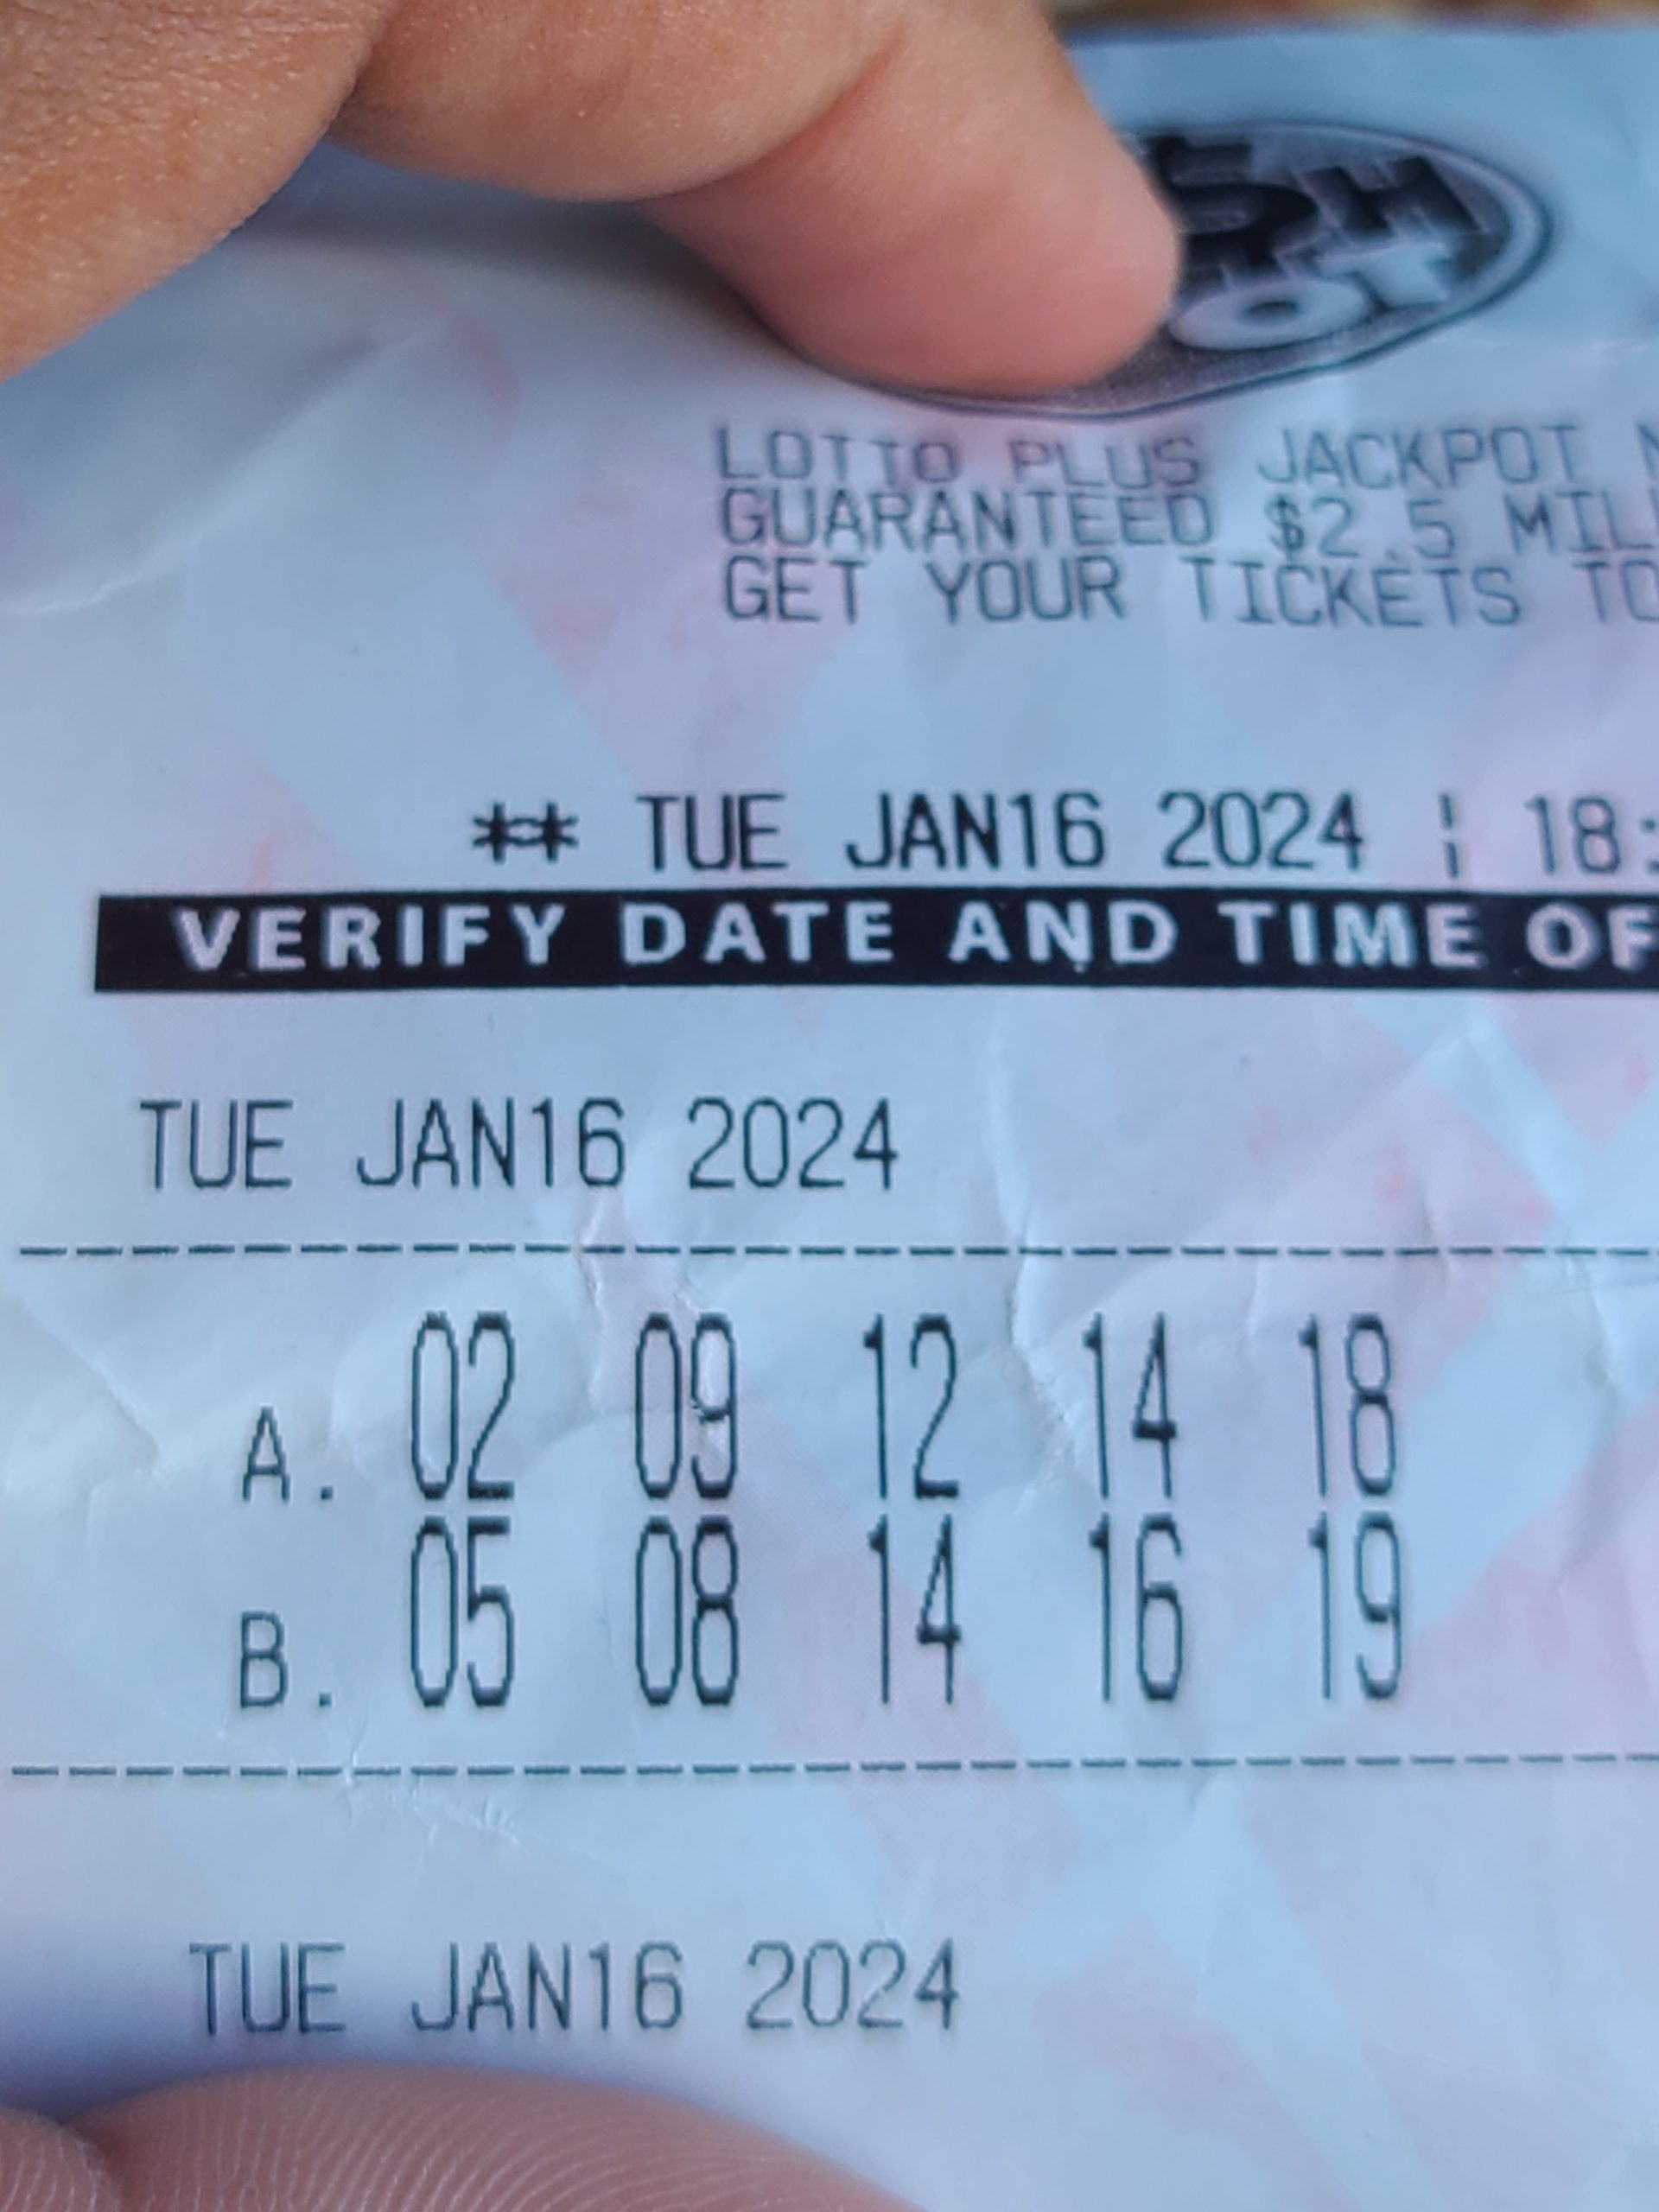 LOTTO PLUS JACKPOT
GUARANTEED $2.5
GET YOUR TICKETS
** TUE JAN16 2024 ¦ 18:
VERIFY DATE AND TIME OF
TUE JAN16 2024
A. 02 09 12 14 18
B. 05 08 14 16 19
TUE JAN16 2024